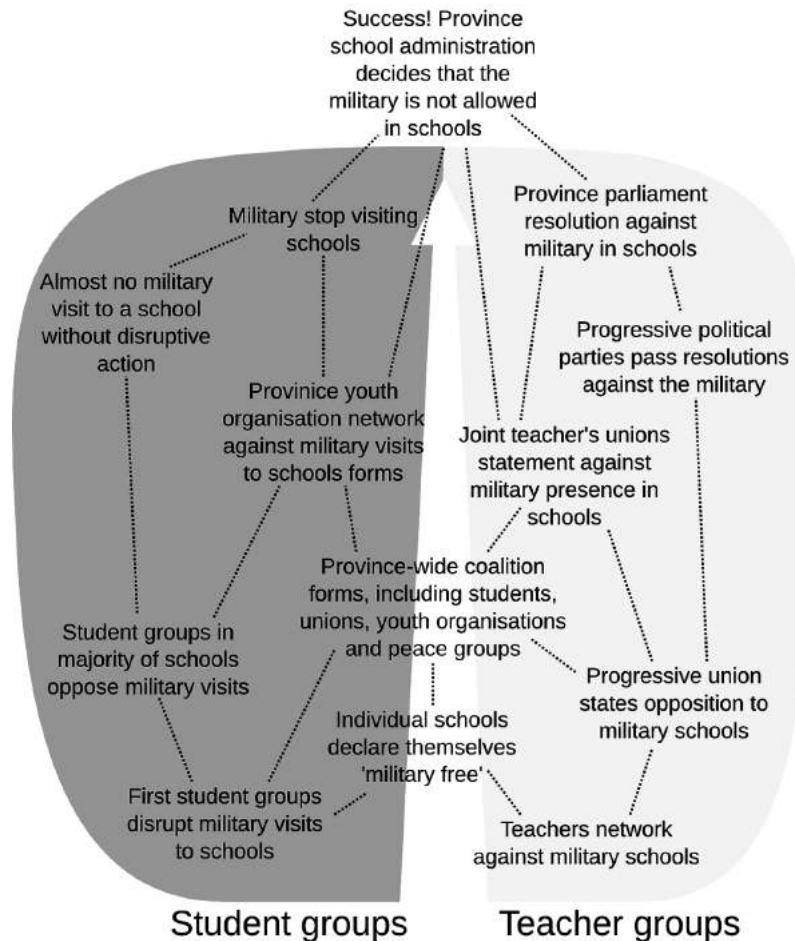 Success! Province
school administration
decides that the
military is not allowed
in schools
Province parliament
resolution against
military in schools
Military stop visiting
schools
Almost no military
visit to a school
without disruptive
action
Progressive political
parties pass resolutions
against the military
Provinice youth
organisation network
against military visits
to schools forms
Joint teacher's unions
statement against
military presence in
schools
Province-wide coalition
forms, including students,
unions, youth organisations
and peace groups
Student groups in
majority of schools
oppose military visits
Progressive union
states opposition to
military schools
Individual schools
declare themselves
'military free'
First student groups
disrupt military visits
to schools
Teachers network
against military schools
Student groups
Teacher groups